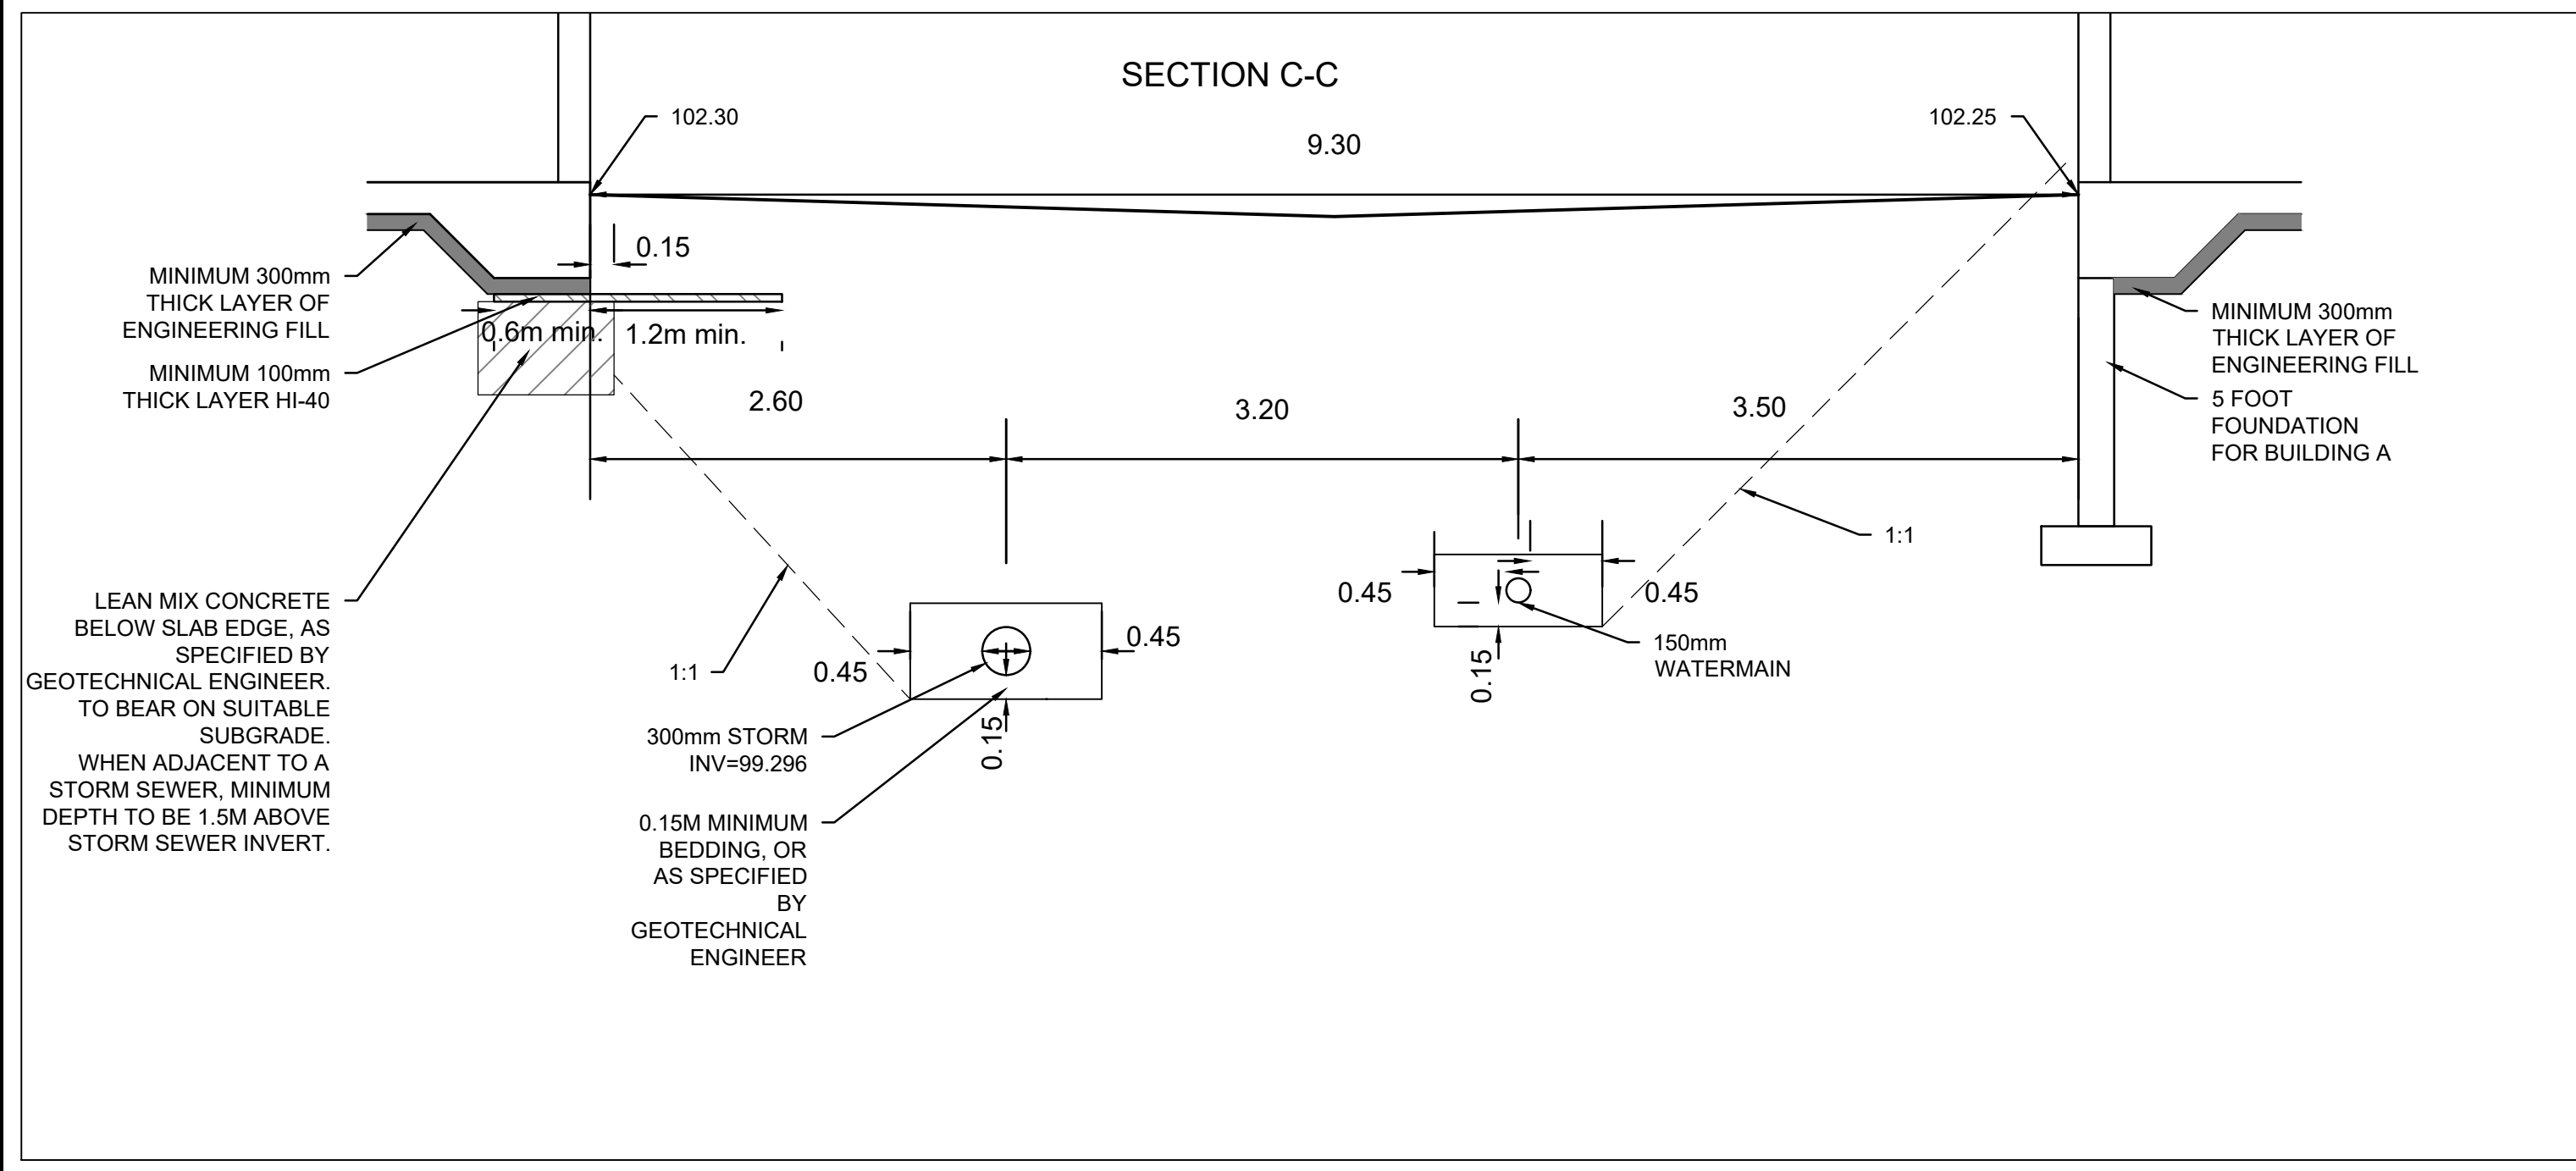 SECTION C-C
102.30
102.25
9.30
0.15
MINIMUM 300mm
THICK LAYER OF
ENGINEERING FILL
MINIMUM 100mm
THICK LAYER HI-40
0.6m min.
1.2m min.
2.60
3.20
3.50
MINIMUM 300mm
THICK LAYER OF
ENGINEERING FILL
5 FOOT
FOUNDATION
FOR BUILDING A
1:1
LEAN MIX CONCRETE
BELOW SLAB EDGE, AS
SPECIFIED BY
GEOTECHNICAL ENGINEER.
TO BEAR ON SUITABLE
SUBGRADE.
WHEN ADJACENT TO A
STORM SEWER, MINIMUM
DEPTH TO BE 1.5M ABOVE
STORM SEWER INVERT.
1:1
0.45
0.45
0.15
300mm STORM
INV=99.296
0.15M MINIMUM
BEDDING, OR
AS SPECIFIED
BY
GEOTECHNICAL
ENGINEER
0.45
0.45
0.15
150mm
WATERMAIN